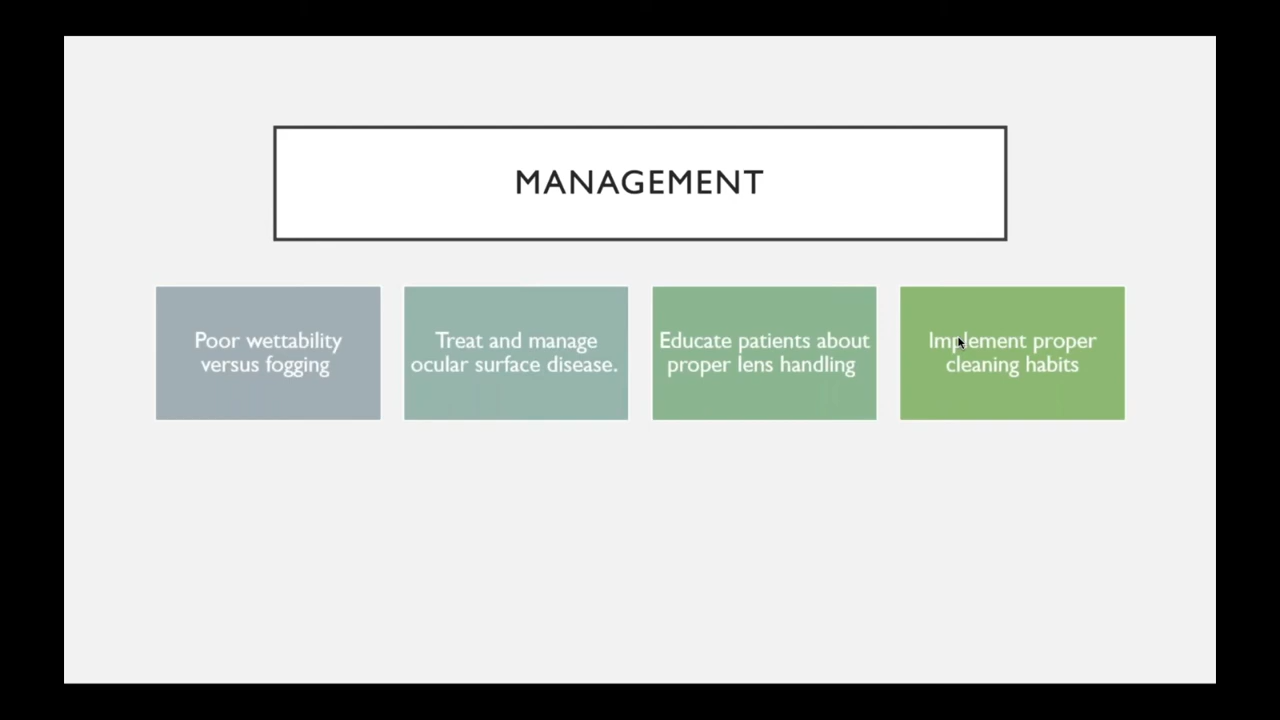 MANAGEMENT
Poor wettability
versus fogging
Treat and manage
ocular surface disease.
Educate patients about
proper lens handling
Implement proper
cleaning habits